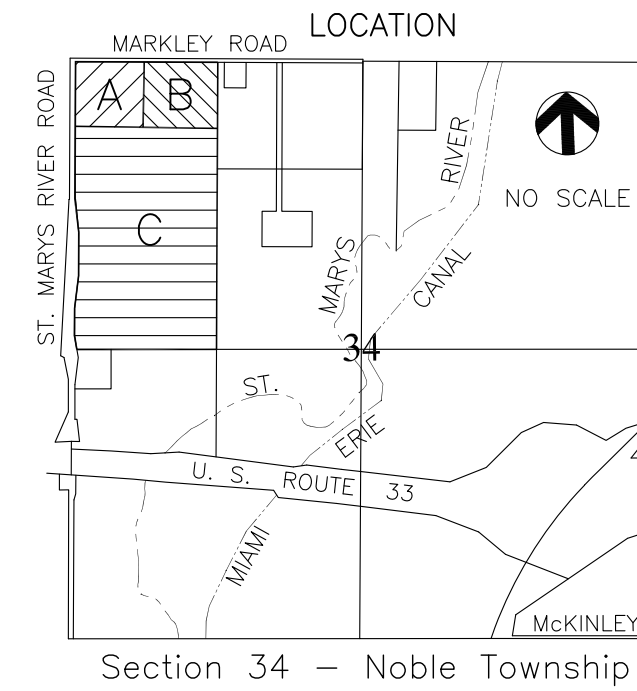 LOCATION
MARKLEY ROAD
ST. MARYS RIVER ROAD
A
B
C
RIVER
NO SCALE
MARYS
CANAL
34
ST.
ERIE
U. S. ROUTE 33
MIAMI
McKINLEY
Section 34 – Noble Township